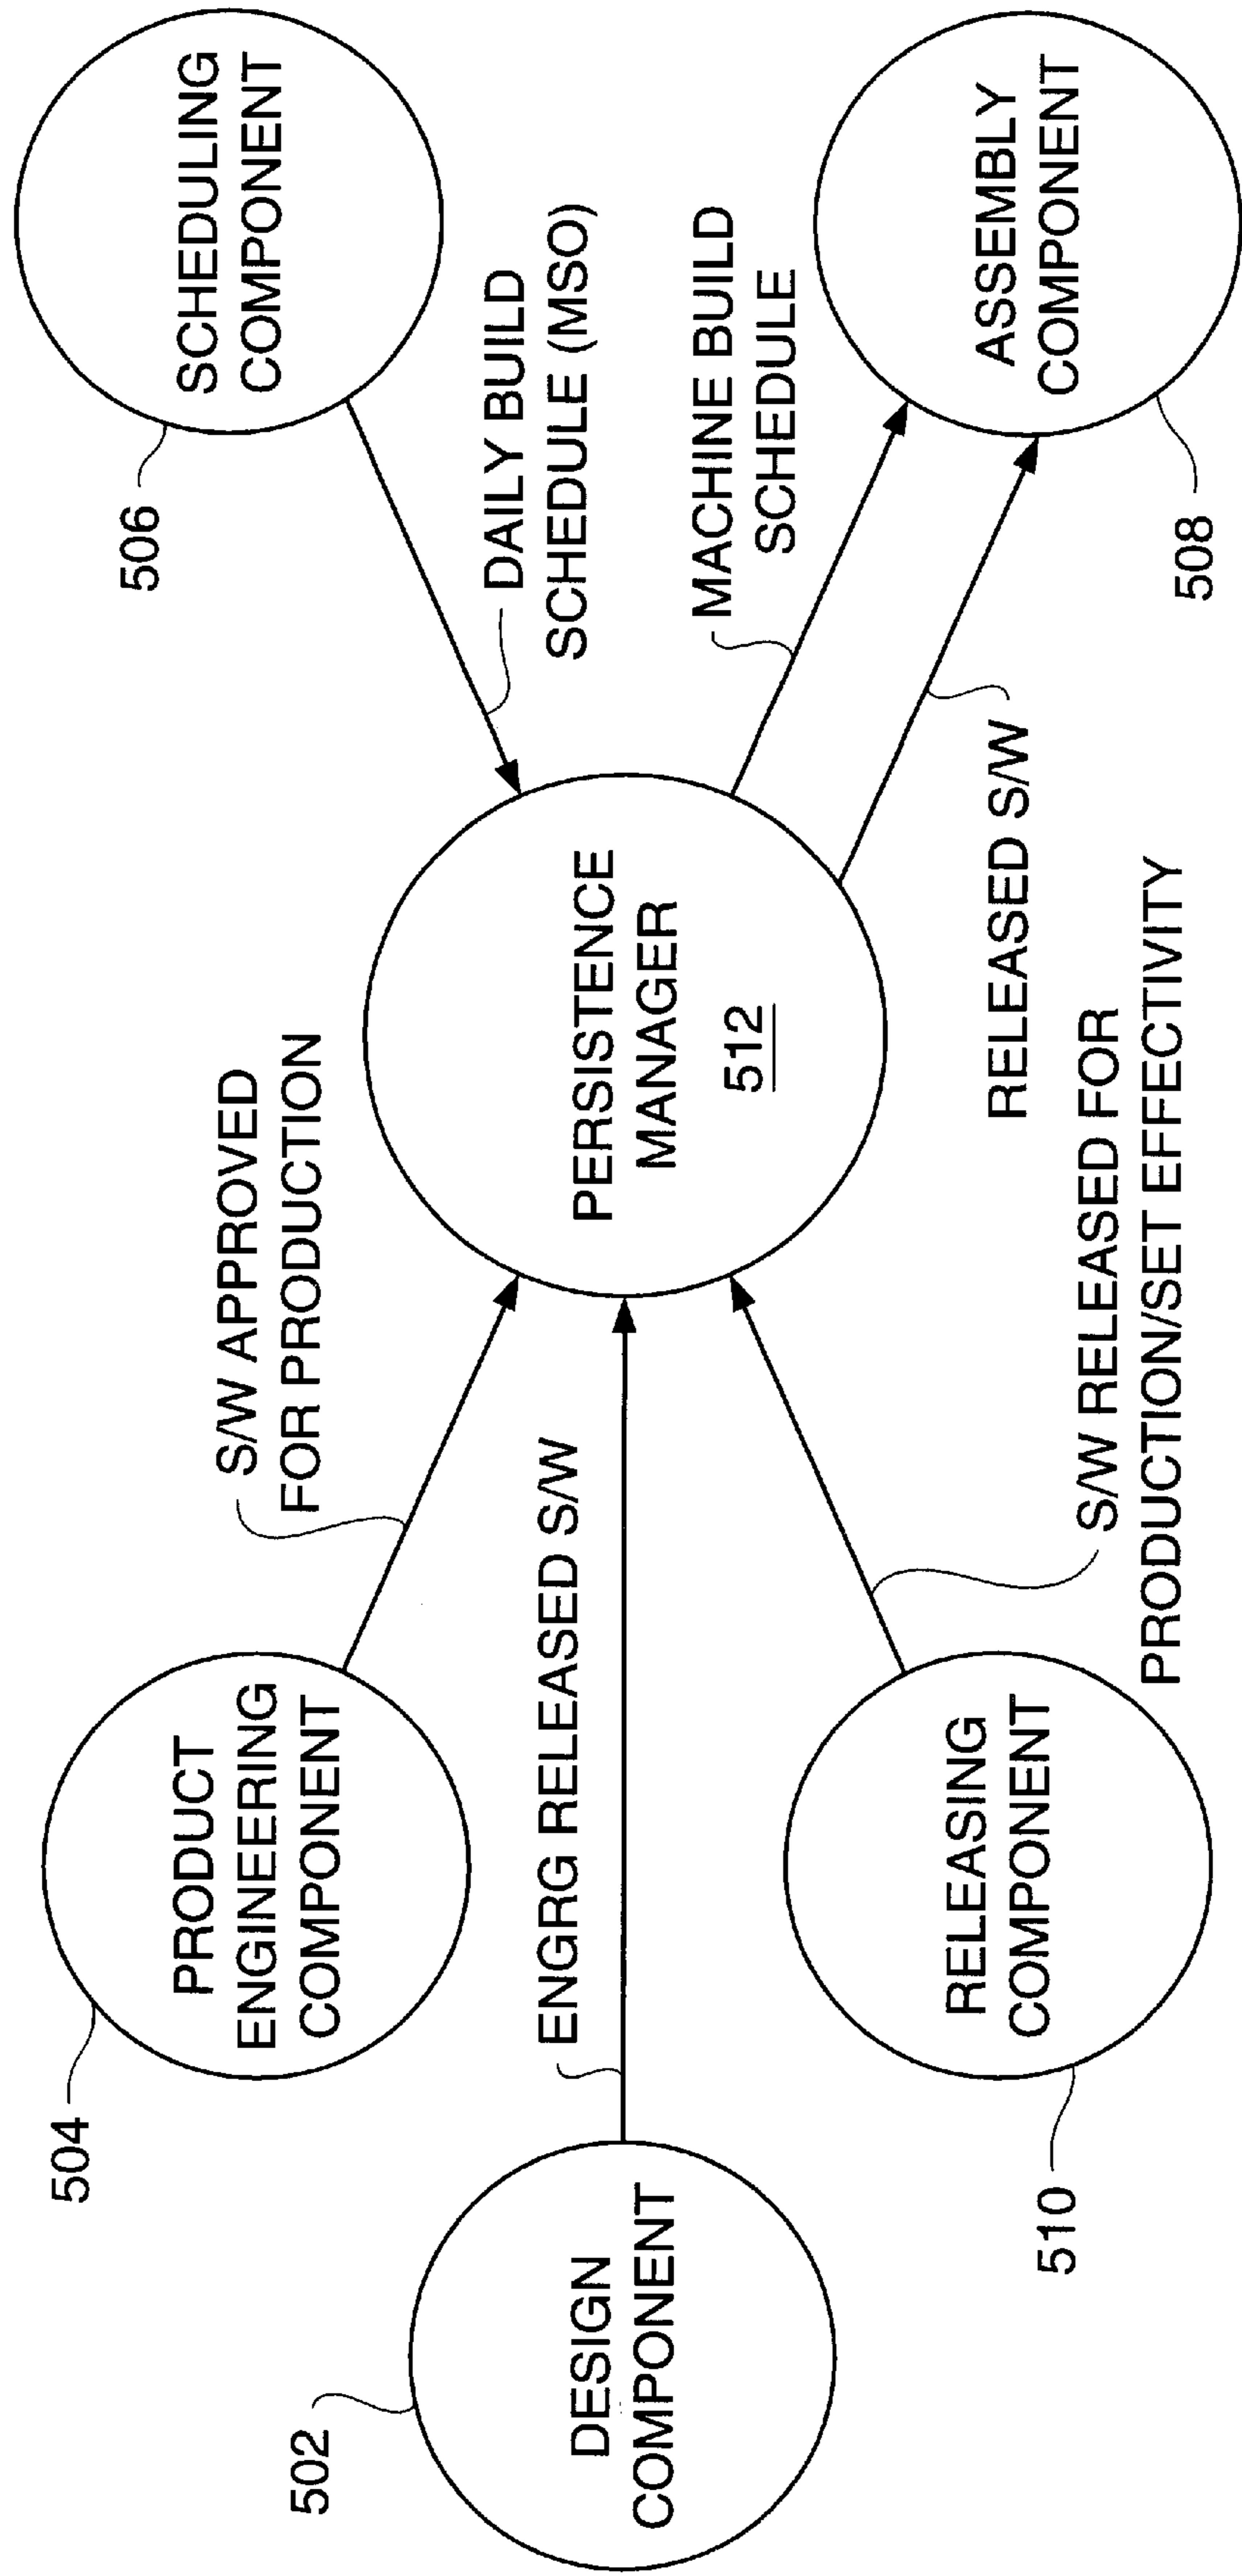 504
PRODUCT
ENGINEERING
COMPONENT
S/W APPROVED
FOR PRODUCTION
506
SCHEDULING
COMPONENT
DAILY BUILD
SCHEDULE (MSO)
502
DESIGN
COMPONENT
ENGRG RELEASED S/W
PERSISTENCE
MANAGER
512
MACHINE BUILD
SCHEDULE
510
RELEASING
COMPONENT
S/W RELEASED FOR
PRODUCTION/SET EFFECTIVITY
RELEASED S/W
ASSEMBLY
COMPONENT
508